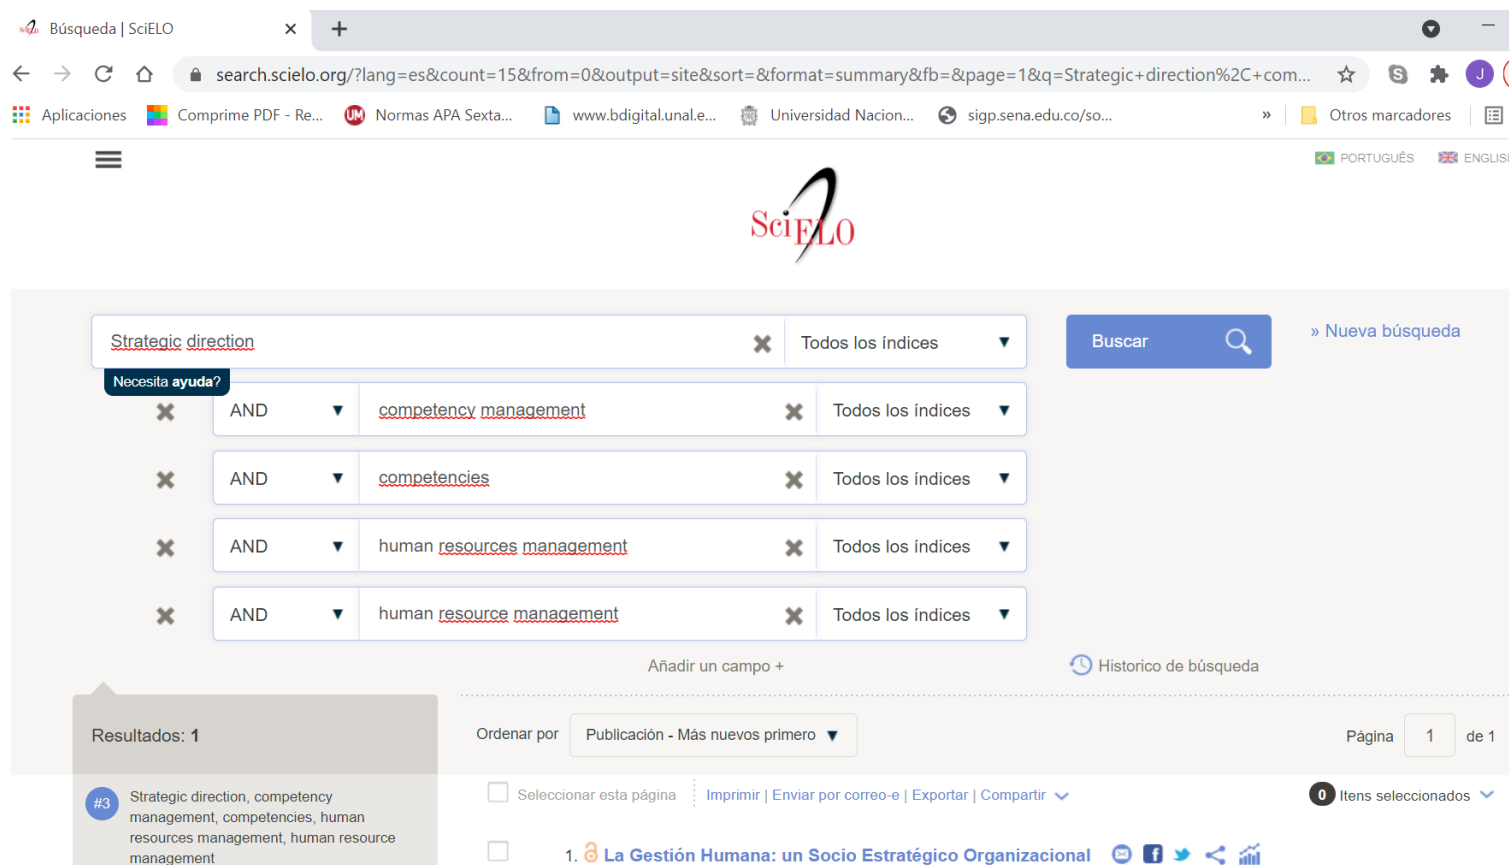 Búsqueda | SciELO
search.scielo.org/?lang=es&count=15&from=0&output=site&sort=&format=summary&fb=&page=1&q=Strategic+direction%2C+com...
S
J
Aplicaciones
Comprime PDF - Re...
UM Normas APA Sexta...
www.bdigital.unal.e...
Universidad Nacion...
sigp.sena.edu.co/so...
»
Otros marcadores
PORTUGUÊS
ENGLISH
SciELO
Strategic direction
Todos los índices
Buscar
» Nueva búsqueda
Necesita ayuda?
AND
competency management
Todos los índices
AND
competencies
Todos los índices
AND
human resources management
Todos los índices
AND
human resource management
Todos los índices
Añadir un campo +
Historico de búsqueda
Resultados: 1
Ordenar por
Publicación - Más nuevos primero
Página 1 de 1
#3
Strategic direction, competency
management, competencies, human
resources management, human resource
management
Seleccionar esta página
Imprimir | Enviar por correo-e | Exportar | Compartir
0 Itens seleccionados
1. La Gestión Humana: un Socio Estratégico Organizacional